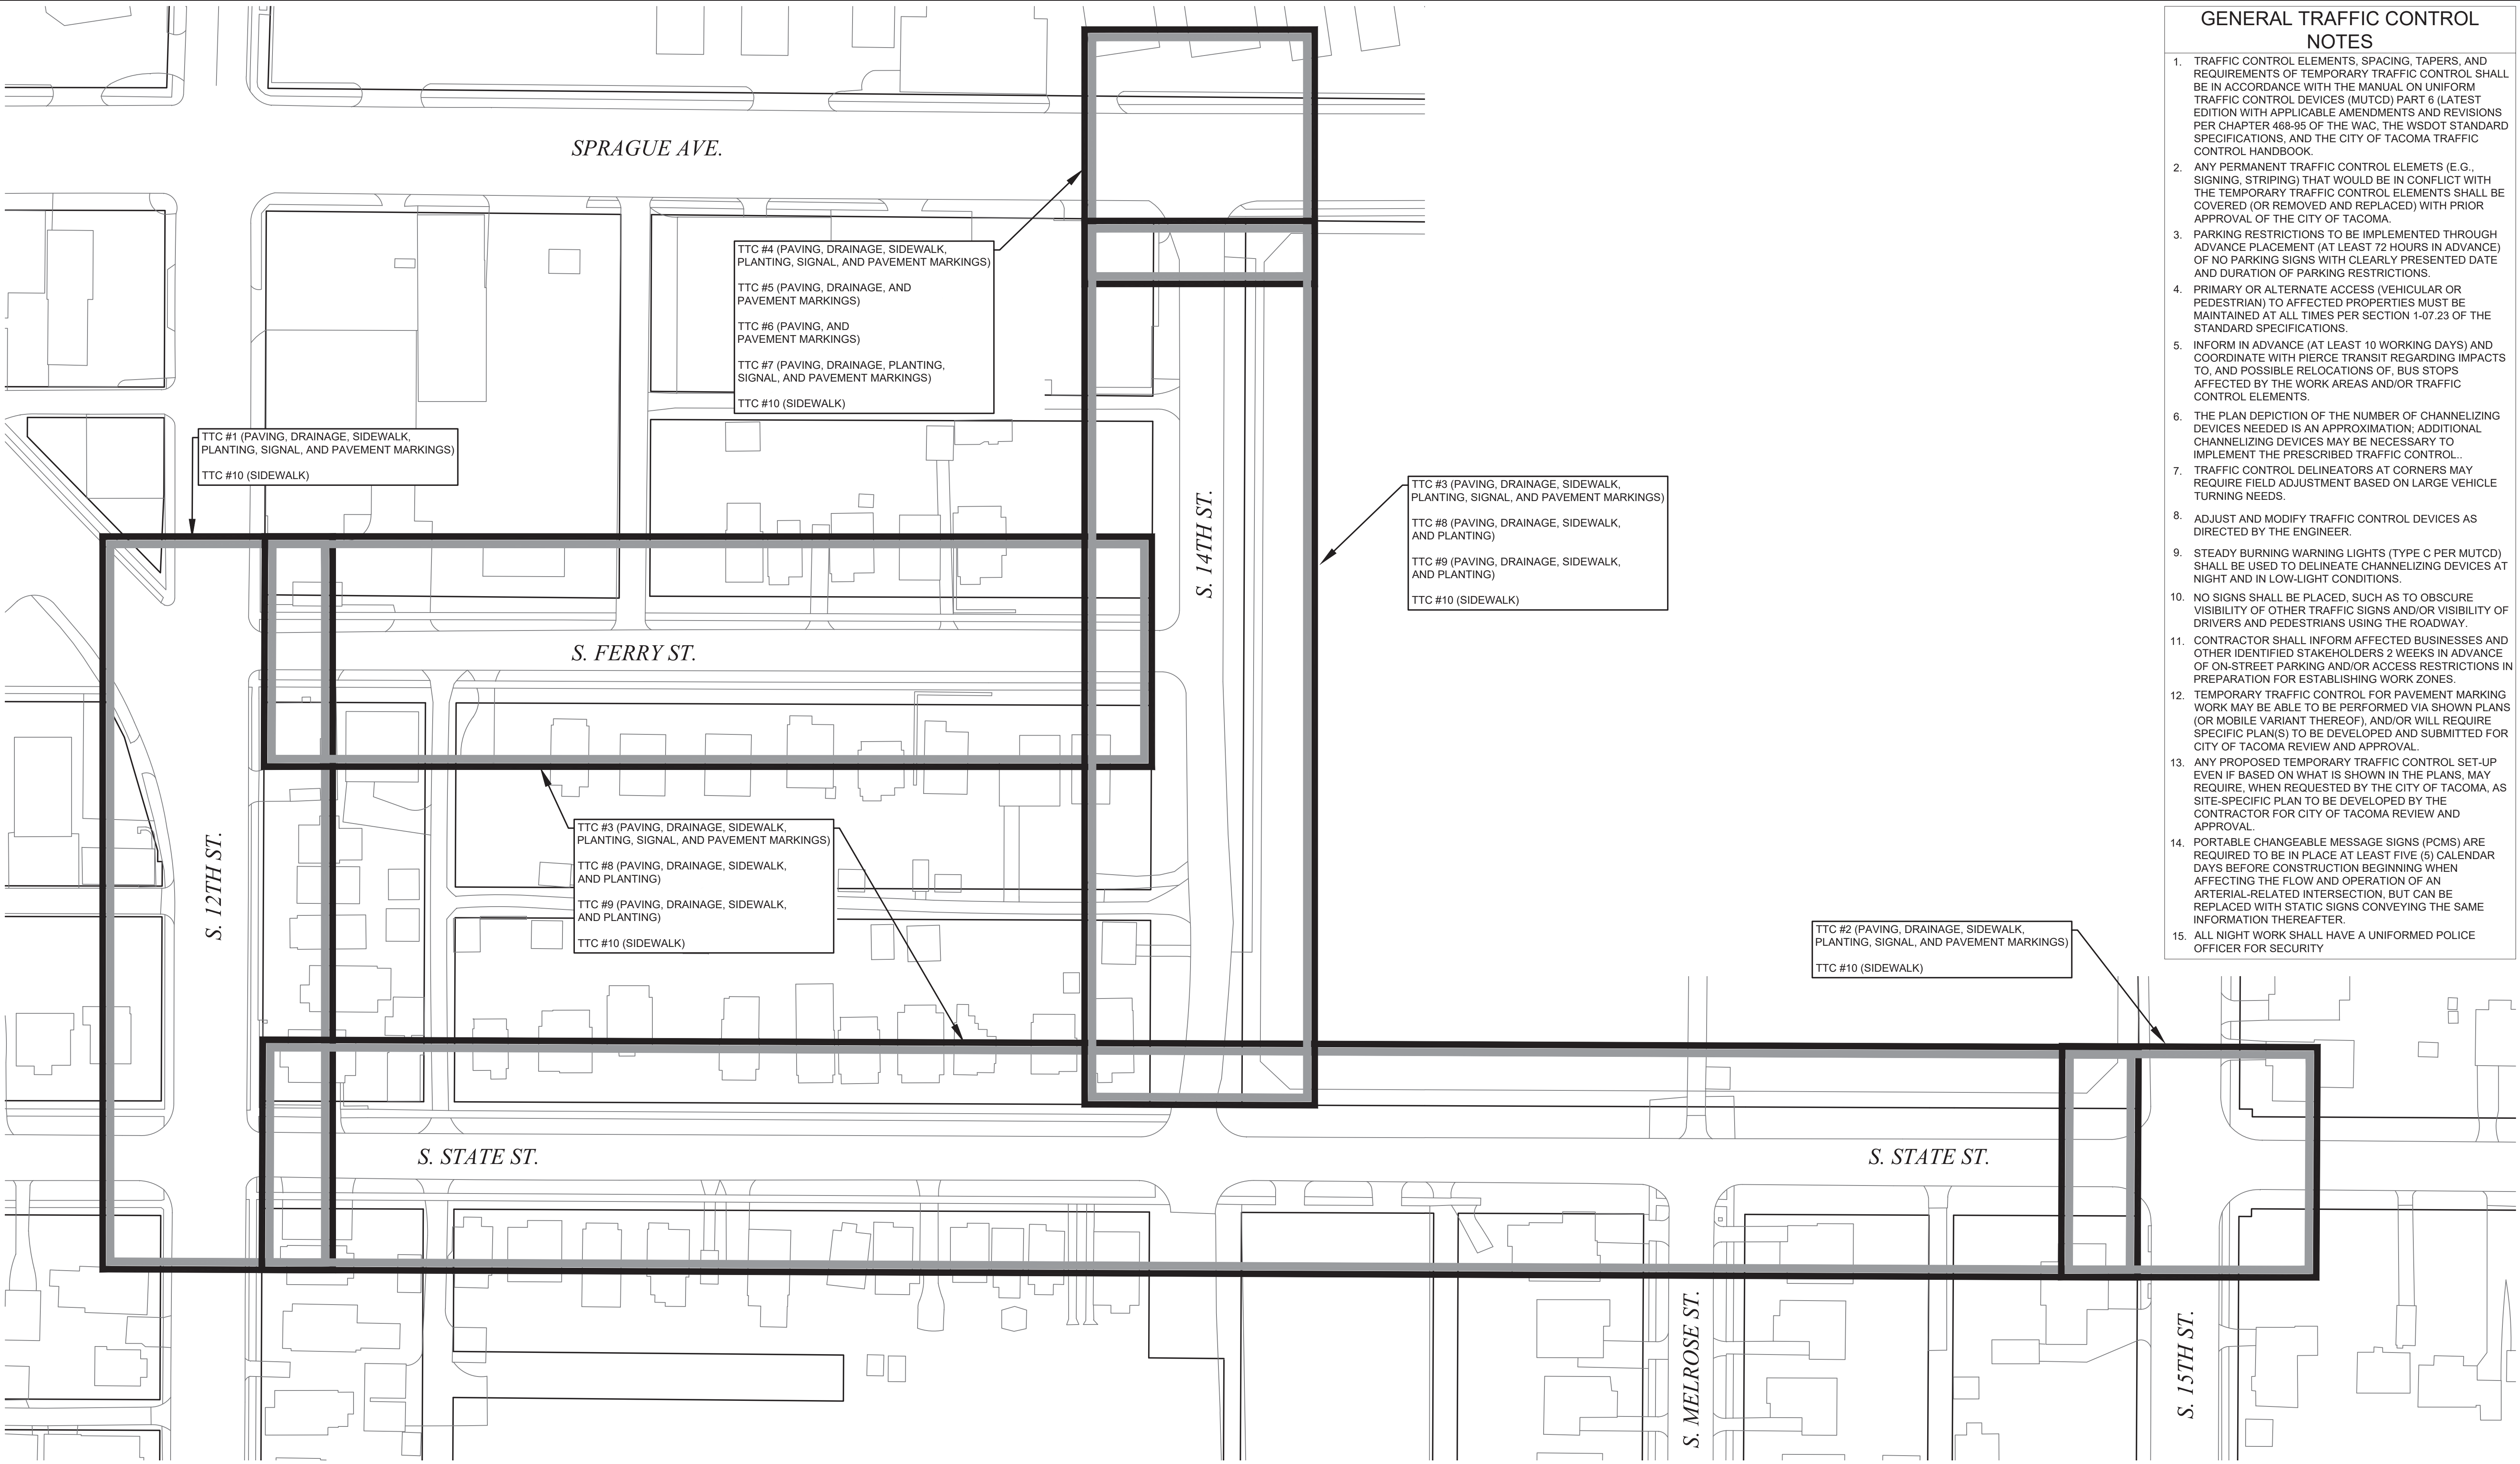 SPRAGUE AVE.
TTC #4 (PAVING, DRAINAGE, SIDEWALK,
PLANTING, SIGNAL, AND PAVEMENT MARKINGS)
TTC #5 (PAVING, DRAINAGE, AND
PAVEMENT MARKINGS)
TTC #6 (PAVING, AND
PAVEMENT MARKINGS)
TTC #7 (PAVING, DRAINAGE, PLANTING,
SIGNAL, AND PAVEMENT MARKINGS)
TTC #10 (SIDEWALK)
TTC #1 (PAVING, DRAINAGE, SIDEWALK,
PLANTING, SIGNAL, AND PAVEMENT MARKINGS)
TTC #10 (SIDEWALK)
S. 14TH ST.
TTC #3 (PAVING, DRAINAGE, SIDEWALK,
PLANTING, SIGNAL, AND PAVEMENT MARKINGS)
TTC #8 (PAVING, DRAINAGE, SIDEWALK,
AND PLANTING)
TTC #9 (PAVING, DRAINAGE, SIDEWALK,
AND PLANTING)
TTC #10 (SIDEWALK)
S. FERRY ST.
S. 12TH ST.
TTC #3 (PAVING, DRAINAGE, SIDEWALK,
PLANTING, SIGNAL, AND PAVEMENT MARKINGS)
TTC #8 (PAVING, DRAINAGE, SIDEWALK,
AND PLANTING)
TTC #9 (PAVING, DRAINAGE, SIDEWALK,
AND PLANTING)
TTC #10 (SIDEWALK)
TTC #2 (PAVING, DRAINAGE, SIDEWALK,
PLANTING, SIGNAL, AND PAVEMENT MARKINGS)
TTC #10 (SIDEWALK)
S. STATE ST.
S. STATE ST.
S. MELROSE ST.
S. 15TH ST.
GENERAL TRAFFIC CONTROL
NOTES
1. TRAFFIC CONTROL ELEMENTS, SPACING, TAPERS, AND
REQUIREMENTS OF TEMPORARY TRAFFIC CONTROL SHALL
BE IN ACCORDANCE WITH THE MANUAL ON UNIFORM
TRAFFIC CONTROL DEVICES (MUTCD) PART 6 (LATEST
EDITION WITH APPLICABLE AMENDMENTS AND REVISIONS
PER CHAPTER 468-95 OF THE WAC, THE WSDOT STANDARD
SPECIFICATIONS, AND THE CITY OF TACOMA TRAFFIC
CONTROL HANDBOOK.
2. ANY PERMANENT TRAFFIC CONTROL ELEMETS (E.G.,
SIGNING, STRIPING) THAT WOULD BE IN CONFLICT WITH
THE TEMPORARY TRAFFIC CONTROL ELEMENTS SHALL BE
COVERED (OR REMOVED AND REPLACED) WITH PRIOR
APPROVAL OF THE CITY OF TACOMA.
3. PARKING RESTRICTIONS TO BE IMPLEMENTED THROUGH
ADVANCE PLACEMENT (AT LEAST 72 HOURS IN ADVANCE)
OF NO PARKING SIGNS WITH CLEARLY PRESENTED DATE
AND DURATION OF PARKING RESTRICTIONS.
4. PRIMARY OR ALTERNATE ACCESS (VEHICULAR OR
PEDESTRIAN) TO AFFECTED PROPERTIES MUST BE
MAINTAINED AT ALL TIMES PER SECTION 1-07.23 OF THE
STANDARD SPECIFICATIONS.
5. INFORM IN ADVANCE (AT LEAST 10 WORKING DAYS) AND
COORDINATE WITH PIERCE TRANSIT REGARDING IMPACTS
TO, AND POSSIBLE RELOCATIONS OF, BUS STOPS
AFFECTED BY THE WORK AREAS AND/OR TRAFFIC
CONTROL ELEMENTS.
6. THE PLAN DEPICTION OF THE NUMBER OF CHANNELIZING
DEVICES NEEDED IS AN APPROXIMATION; ADDITIONAL
CHANNELIZING DEVICES MAY BE NECESSARY TO
IMPLEMENT THE PRESCRIBED TRAFFIC CONTROL..
7. TRAFFIC CONTROL DELINEATORS AT CORNERS MAY
REQUIRE FIELD ADJUSTMENT BASED ON LARGE VEHICLE
TURNING NEEDS.
8. ADJUST AND MODIFY TRAFFIC CONTROL DEVICES AS
DIRECTED BY THE ENGINEER.
9. STEADY BURNING WARNING LIGHTS (TYPE C PER MUTCD)
SHALL BE USED TO DELINEATE CHANNELIZING DEVICES AT
NIGHT AND IN LOW-LIGHT CONDITIONS.
10. NO SIGNS SHALL BE PLACED, SUCH AS TO OBSCURE
VISIBILITY OF OTHER TRAFFIC SIGNS AND/OR VISIBILITY OF
DRIVERS AND PEDESTRIANS USING THE ROADWAY.
11. CONTRACTOR SHALL INFORM AFFECTED BUSINESSES AND
OTHER IDENTIFIED STAKEHOLDERS 2 WEEKS IN ADVANCE
OF ON-STREET PARKING AND/OR ACCESS RESTRICTIONS IN
PREPARATION FOR ESTABLISHING WORK ZONES.
12. TEMPORARY TRAFFIC CONTROL FOR PAVEMENT MARKING
WORK MAY BE ABLE TO BE PERFORMED VIA SHOWN PLANS
(OR MOBILE VARIANT THEREOF), AND/OR WILL REQUIRE
SPECIFIC PLAN(S) TO BE DEVELOPED AND SUBMITTED FOR
CITY OF TACOMA REVIEW AND APPROVAL.
13. ANY PROPOSED TEMPORARY TRAFFIC CONTROL SET-UP
EVEN IF BASED ON WHAT IS SHOWN IN THE PLANS, MAY
REQUIRE, WHEN REQUESTED BY THE CITY OF TACOMA, AS
SITE-SPECIFIC PLAN TO BE DEVELOPED BY THE
CONTRACTOR FOR CITY OF TACOMA REVIEW AND
APPROVAL.
14. PORTABLE CHANGEABLE MESSAGE SIGNS (PCMS) ARE
REQUIRED TO BE IN PLACE AT LEAST FIVE (5) CALENDAR
DAYS BEFORE CONSTRUCTION BEGINNING WHEN
AFFECTING THE FLOW AND OPERATION OF AN
ARTERIAL-RELATED INTERSECTION, BUT CAN BE
REPLACED WITH STATIC SIGNS CONVEYING THE SAME
INFORMATION THEREAFTER.
15. ALL NIGHT WORK SHALL HAVE A UNIFORMED POLICE
OFFICER FOR SECURITY